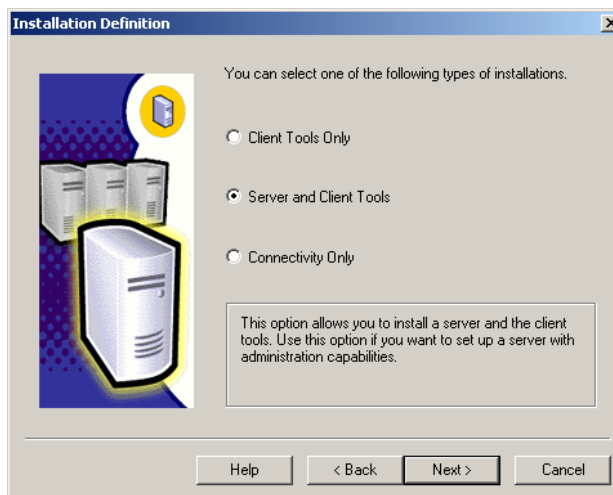 Installation Definition
You can select one of the following types of installations.
Client Tools Only
Server and Client Tools
Connectivity Only
This option allows you to install a server and the client
tools. Use this option if you want to set up a server with
administration capabilities.
Help
< Back
Next >
Cancel